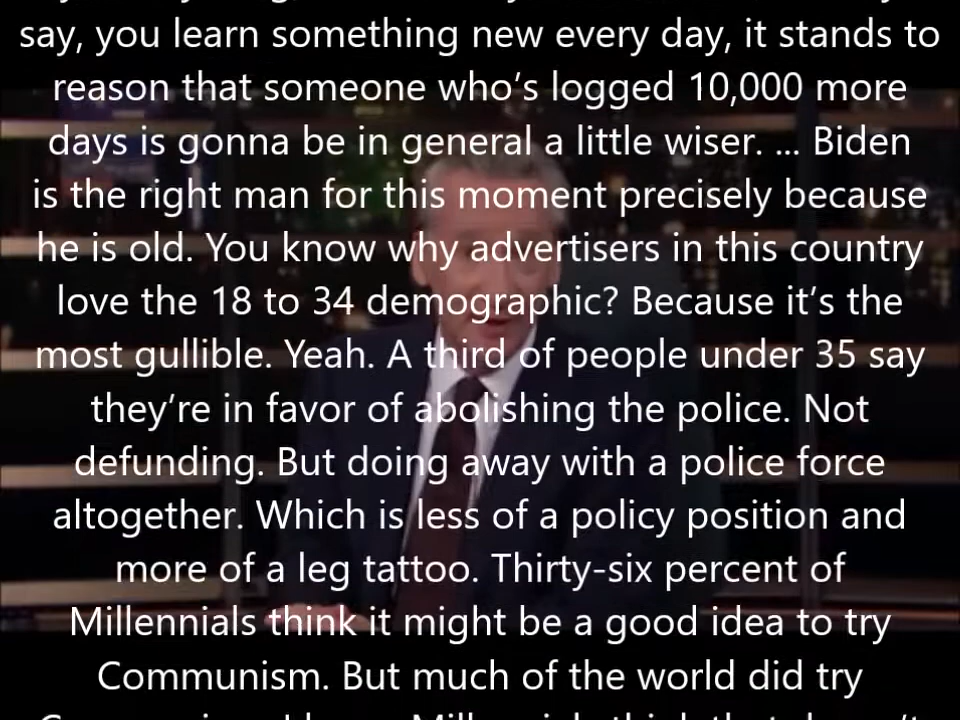 say, you learn something new every day, it stands to
reason that someone who’s logged 10,000 more
days is gonna be in general a little wiser. ... Biden
is the right man for this moment precisely because
he is old. You know why advertisers in this country
love the 18 to 34 demographic? Because it’s the
most gullible. Yeah. A third of people under 35 say
they’re in favor of abolishing the police. Not
defunding. But doing away with a police force
altogether. Which is less of a policy position and
more of a leg tattoo. Thirty-six percent of
Millennials think it might be a good idea to try
Communism. But much of the world did try